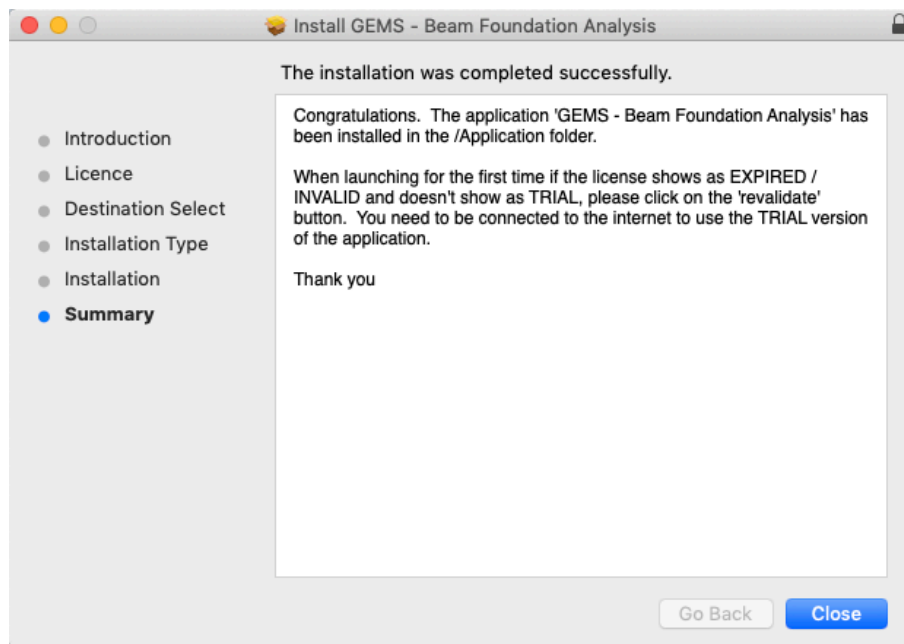 Install GEMS - Beam Foundation Analysis
The installation was completed successfully.
Introduction
Licence
Destination Select
Installation Type
Installation
Summary
Congratulations.  The application 'GEMS - Beam Foundation Analysis' has
been installed in the /Application folder.
When launching for the first time if the license shows as EXPIRED /
INVALID and doesn't show as TRIAL, please click on the 'revalidate'
button.  You need to be connected to the internet to use the TRIAL version
of the application.
Thank you
Go Back
Close